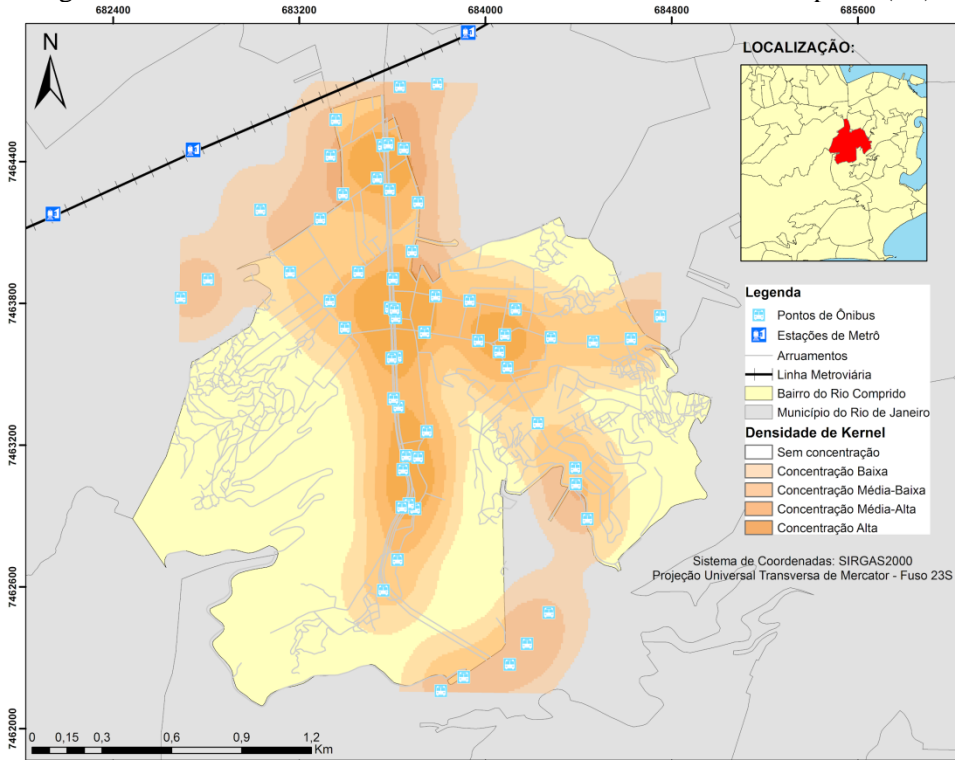 682400 683200 684000 684800 685600
N
LOCALIZAÇÃO:
7464400
7463800
7463200
7462600
7462000
Legenda
Pontos de Ônibus
Estações de Metrô
Arruamentos
Linha Metroviária
Bairro do Rio Comprido
Município do Rio de Janeiro
Densidade de Kernel
Sem concentração
Concentração Baixa
Concentração Média-Baixa
Concentração Média-Alta
Concentração Alta
Sistema de Coordenadas: SIRGAS2000
Projeção Universal Transversa de Mercator - Fuso 23S
0 0,15 0,3 0,6 0,9 1,2
Km